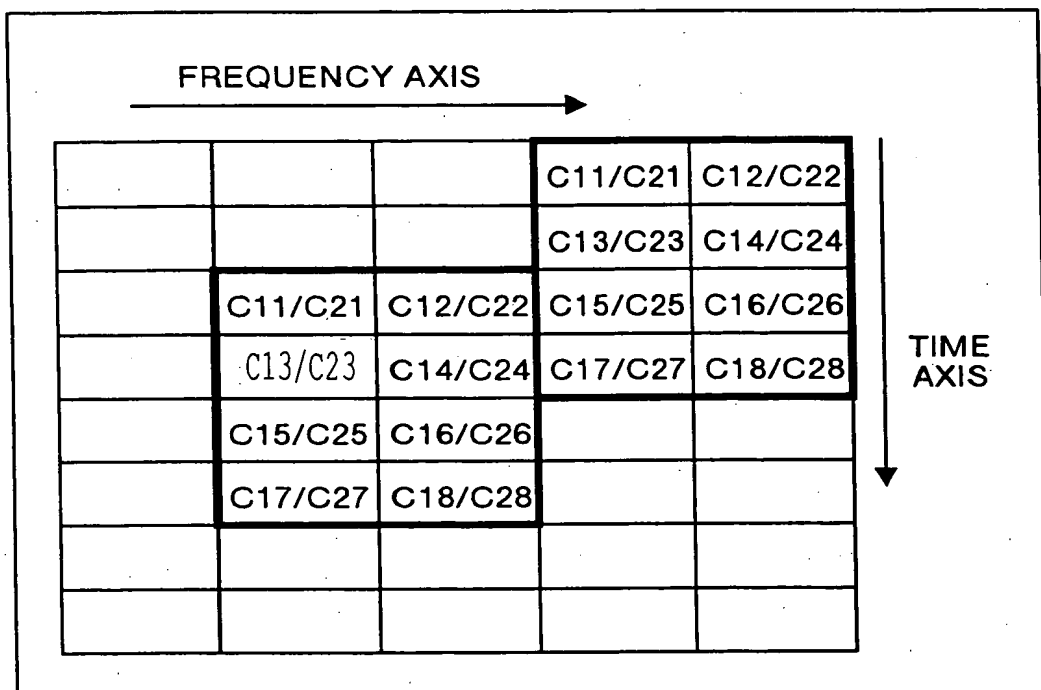 FREQUENCY AXIS
C11/C21 C12/C22
C13/C23 C14/C24
C11/C21 C12/C22 C15/C25 C16/C26
C13/C23 C14/C24 C17/C27 C18/C28
C15/C25 C16/C26
C17/C27 C18/C28
TIME
AXIS